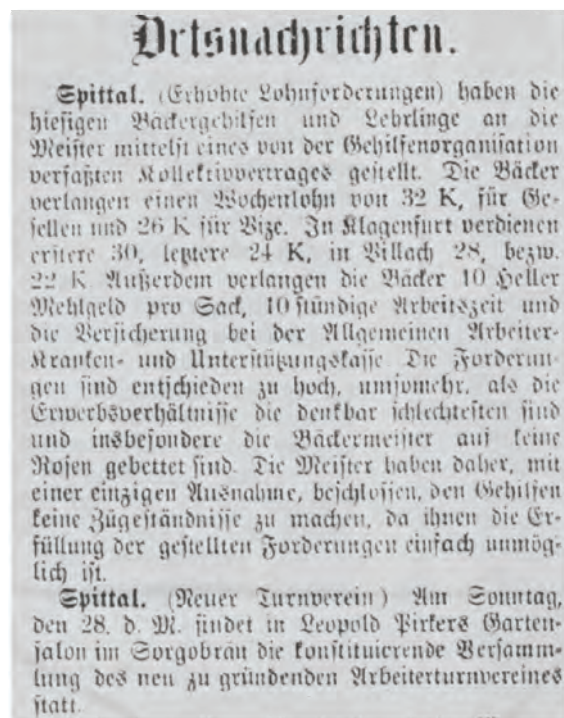 Ortsnachrichten.
Spittal. (Erhöhte Lohnforderungen) haben die
hiesigen Bäckergehilfen und Lehrlinge an die
Meister mittelst eines von der Gehilfenorganisation
verfaßten Kollektivvertrages gestellt. Die Bäcker
verlangen einen Wochenlohn von 32 K, für Ge-
sellen und 26 K für Vize. In Klagenfurt verdienen
erstere 30, letztere 24 K, in Villach 28, bezw.
22 K. Außerdem verlangen die Bäcker 10 Heller
Mehlgeld pro Sack, 10 stündige Arbeitszeit und
die Versicherung bei der Allgemeinen Arbeiter-
Kranken- und Unterstützungskasse. Die Forderun-
gen sind entschieden zu hoch, umsomehr, als die
Erwerbsverhältnisse die denkbar schlechtesten sind
und insbesondere die Bäckermeister auf keine
Rosen gebettet sind. Die Meister haben daher, mit
einer einzigen Ausnahme, beschlossen, den Gehilfen
keine Zügeständnisse zu machen, da ihnen die Er-
füllung der gestellten Forderungen einfach unmög-
lich ist.
Spittal. (Neuer Turnverein) Am Sonntag,
den 28. d. M. findet in Leopold Pirkers Garten-
salon im Sorgobräu die konstituierende Versamm-
lung des neu zu gründenden Arbeiterturnvereines
statt.